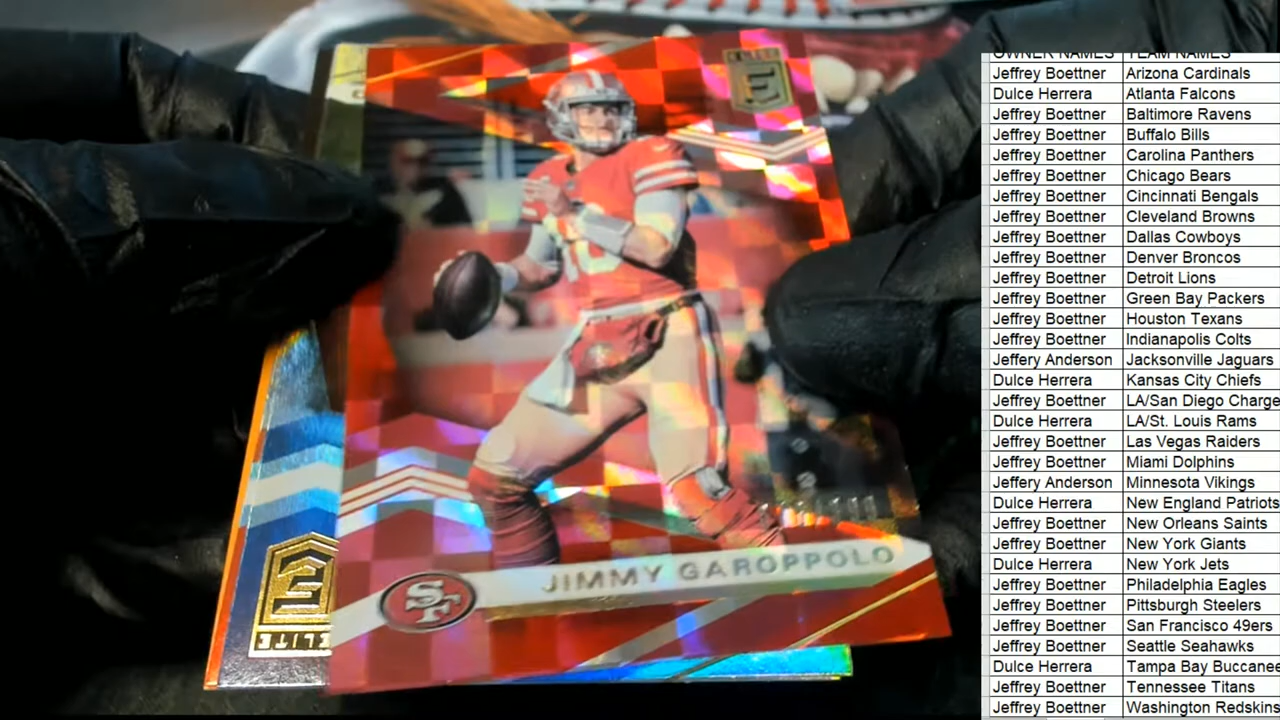 ELITE
E
10
JIMMY GAROPPOLO
SF
E
ELITE
OWNER NAMES TEAM NAMES
Jeffrey Boettner Arizona Cardinals
Dulce Herrera Atlanta Falcons
Jeffrey Boettner Baltimore Ravens
Jeffrey Boettner Buffalo Bills
Jeffrey Boettner Carolina Panthers
Jeffrey Boettner Chicago Bears
Jeffrey Boettner Cincinnati Bengals
Jeffrey Boettner Cleveland Browns
Jeffrey Boettner Dallas Cowboys
Jeffrey Boettner Denver Broncos
Jeffrey Boettner Detroit Lions
Jeffrey Boettner Green Bay Packers
Jeffrey Boettner Houston Texans
Jeffrey Boettner Indianapolis Colts
Jeffery Anderson Jacksonville Jaguars
Dulce Herrera Kansas City Chiefs
Jeffrey Boettner LA/San Diego Charge
Dulce Herrera LA/St. Louis Rams
Jeffrey Boettner Las Vegas Raiders
Jeffrey Boettner Miami Dolphins
Jeffery Anderson Minnesota Vikings
Dulce Herrera New England Patriots
Jeffrey Boettner New Orleans Saints
Jeffrey Boettner New York Giants
Dulce Herrera New York Jets
Jeffrey Boettner Philadelphia Eagles
Jeffrey Boettner Pittsburgh Steelers
Jeffrey Boettner San Francisco 49ers
Jeffrey Boettner Seattle Seahawks
Dulce Herrera Tampa Bay Buccanee
Jeffrey Boettner Tennessee Titans
Jeffrey Boettner Washington Redskins